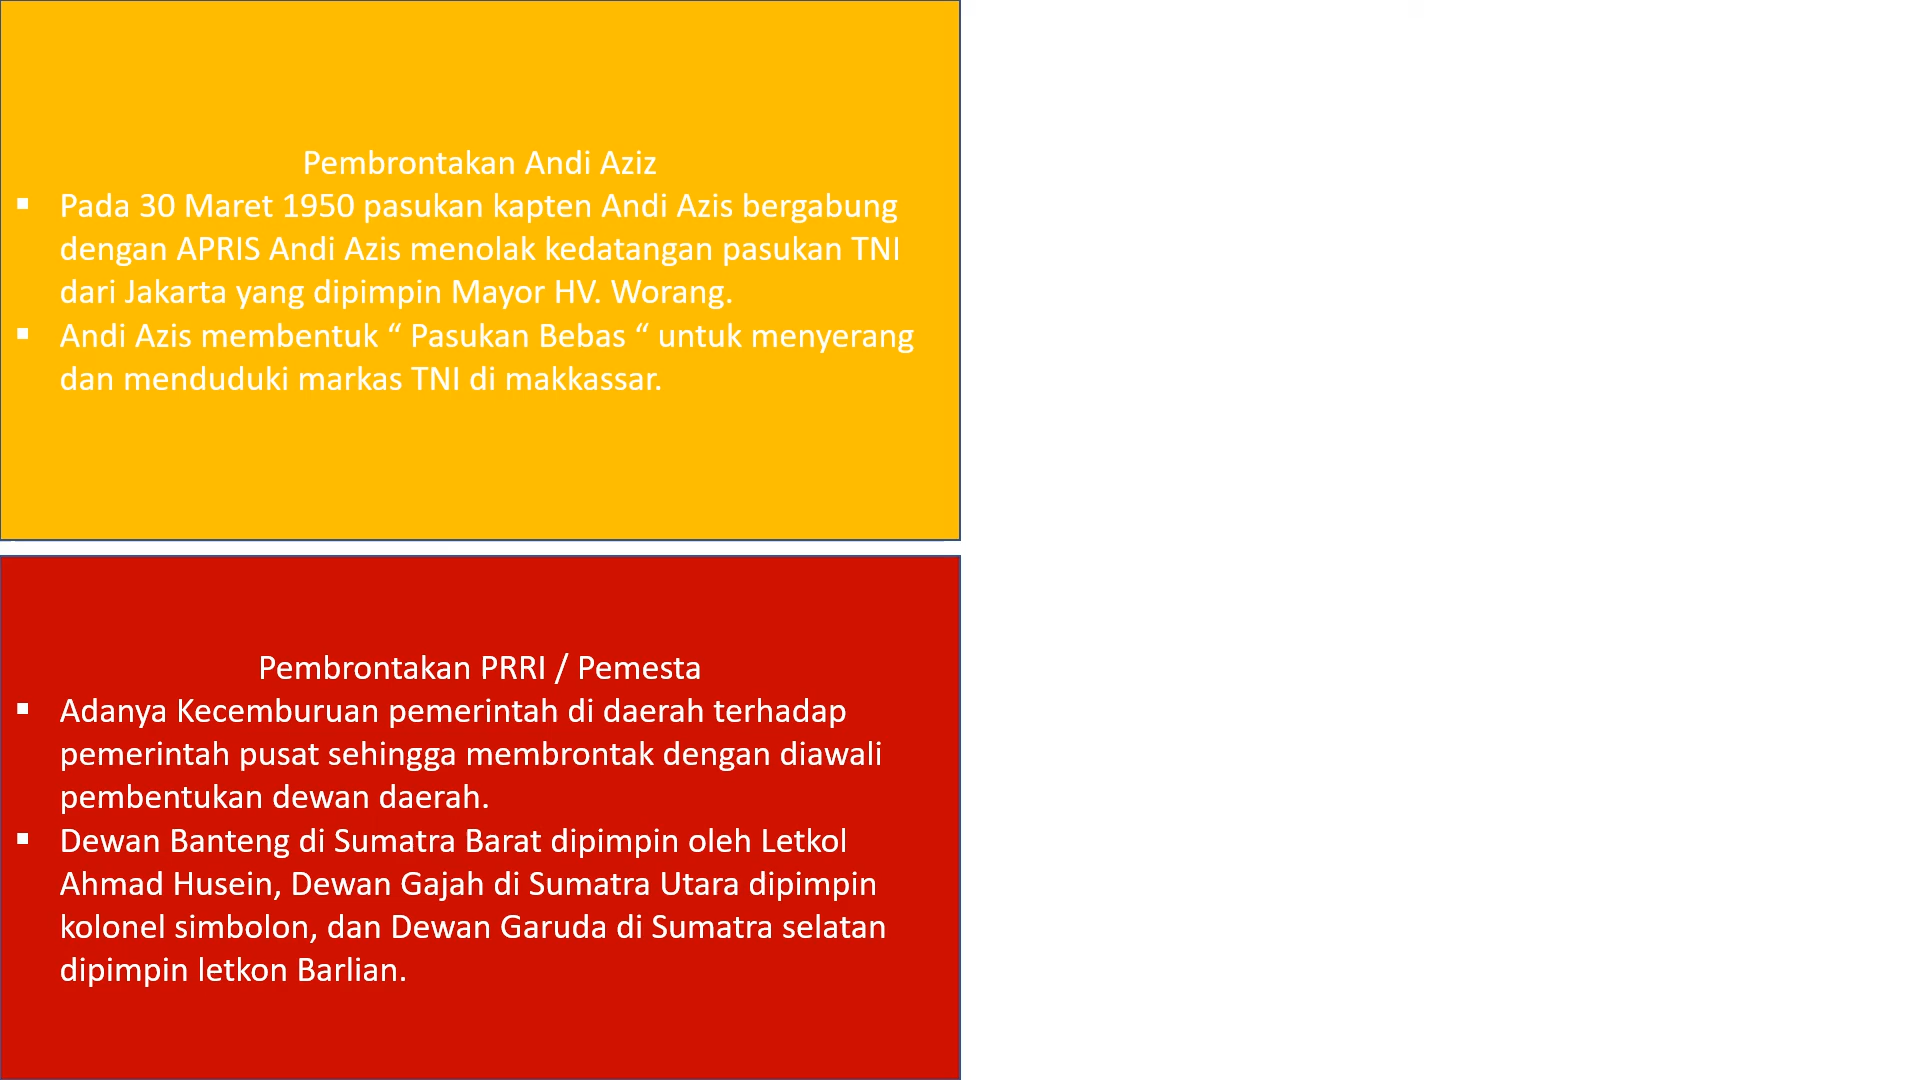 Pembrontakan Andi Aziz
▪ Pada 30 Maret 1950 pasukan kapten Andi Azis bergabung
dengan APRIS Andi Azis menolak kedatangan pasukan TNI
dari Jakarta yang dipimpin Mayor HV. Worang.
▪ Andi Azis membentuk “ Pasukan Bebas “ untuk menyerang
dan menduduki markas TNI di makkassar.
Pembrontakan PRRI / Pemesta
▪ Adanya Kecemburuan pemerintah di daerah terhadap
pemerintah pusat sehingga membrontak dengan diawali
pembentukan dewan daerah.
▪ Dewan Banteng di Sumatra Barat dipimpin oleh Letkol
Ahmad Husein, Dewan Gajah di Sumatra Utara dipimpin
kolonel simbolon, dan Dewan Garuda di Sumatra selatan
dipimpin letkon Barlian.